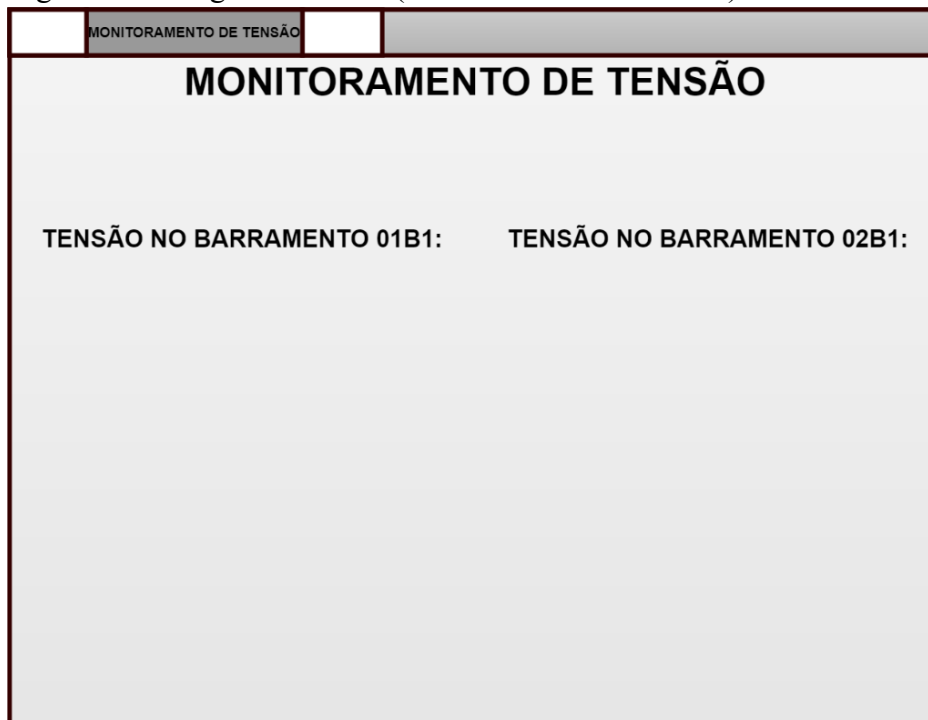 MONITORAMENTO DE TENSÃO
MONITORAMENTO DE TENSÃO
TENSÃO NO BARRAMENTO 01B1: TENSÃO NO BARRAMENTO 02B1: